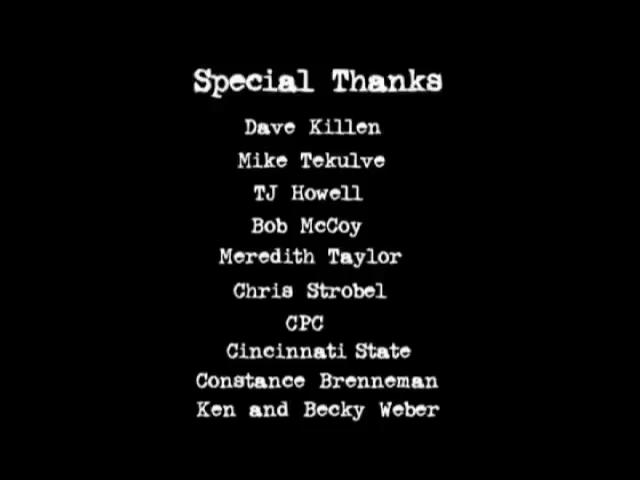 Special Thanks
Dave Killen
Mike Tekulve
TJ Howell
Bob McCoy
Meredith Taylor
Chris Strobel
CPC
Cincinnati State
Constance Brenneman
Ken and Becky Weber